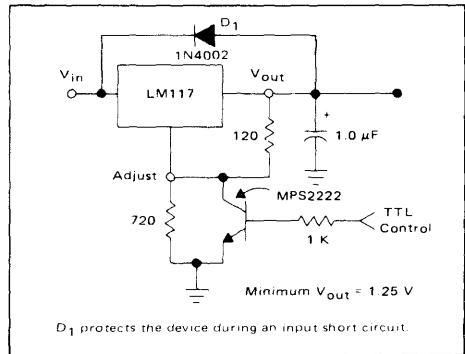 D1
1N4002
Vin
LM117
Vout
120
+
1.0 μF
Adjust
MPS2222
720
1 K
TTL
Control
Minimum Vout = 1.25 V
D1 protects the device during an input short circuit.